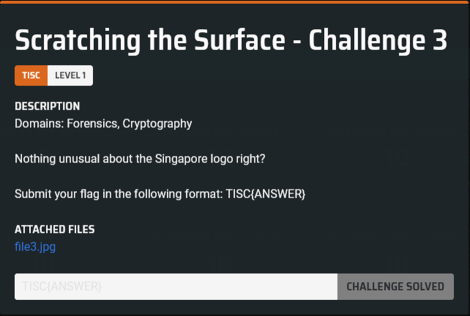 Scratching the Surface - Challenge 3
TISC LEVEL 1
DESCRIPTION
Domains: Forensics, Cryptography
Nothing unusual about the Singapore logo right?
Submit your flag in the following format: TISC{ANSWER}
ATTACHED FILES
file3.jpg
TISC{ANSWER} CHALLENGE SOLVED